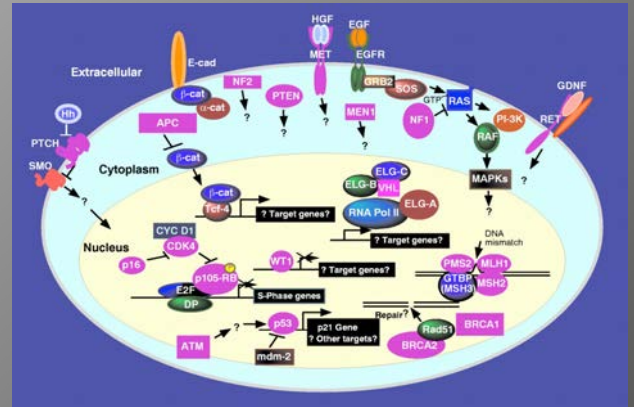 HGF
EGF
MET
EGFR
Extracellular
E-cad
GRB2
SOS
GDNF
NF2
β-cat
α-cat
PTEN
?
?
?
GTP
RAS
PI-3K
RET
Hh
APC
MEN1
?
NF1
RAF
?
PTCH
SMO
?
Cytoplasm
β-cat
MAPKs
?
β-cat
Tcf-4
? Target genes?
ELG-C
ELG-B
VHL
ELG-A
RNA Pol II
? Target genes?
Nucleus
CYC D1
CDK4
p16
p105-RB
WT1
? Target genes?
E2F
DP
S-Phase genes
DNA
mismatch
PMS2
MLH1
GTBP
(MSH3)
MSH2
Repair?
Rad51
BRCA1
BRCA2
ATM
?
p53
mdm-2
p21 Gene
? Other targets?